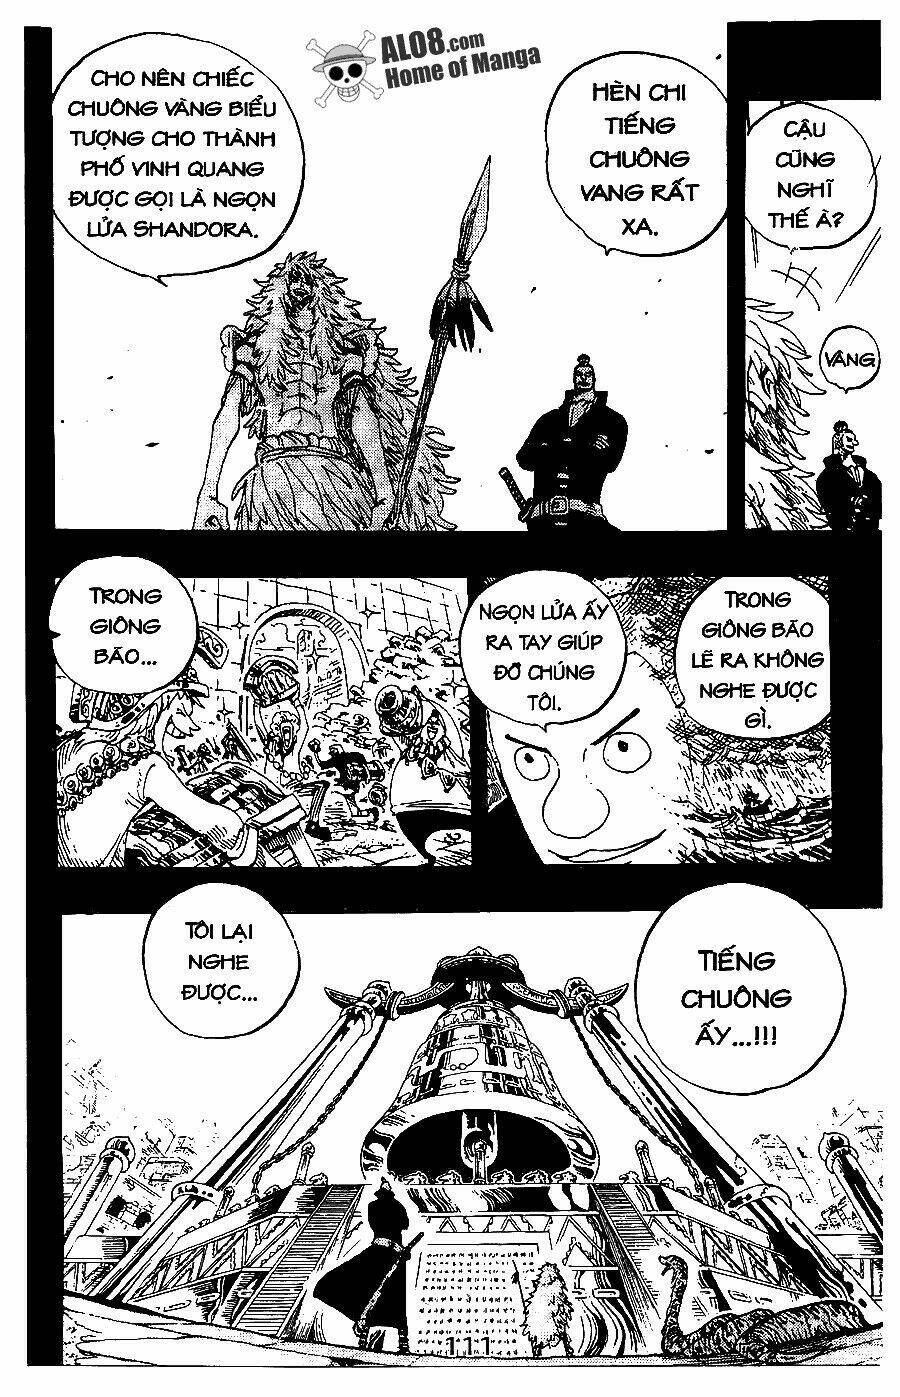 AL08.com
Home of Manga
CHO NÊN CHIẾC
CHUÔNG VÀNG BIỂU
TƯỢNG CHO THÀNH
PHỐ VINH QUANG
ĐƯỢC GỌI LÀ NGỌN
LỬA SHANDORA.
HÈN CHI
TIẾNG
CHUÔNG
VANG RẤT
XA.
CẬU
CŨNG
NGHĨ
THẾ À?
VÂNG
TRONG
GIÔNG
BÃO...
NGỌN LỬA ẤY
RA TAY GIÚP
ĐỠ CHÚNG
TÔI.
TRONG
GIÔNG BÃO
LẼ RA KHÔNG
NGHE ĐƯỢC
GÌ.
TÔI LẠI
NGHE
ĐƯỢC...
TIẾNG
CHUÔNG
ẤY...!!!
111